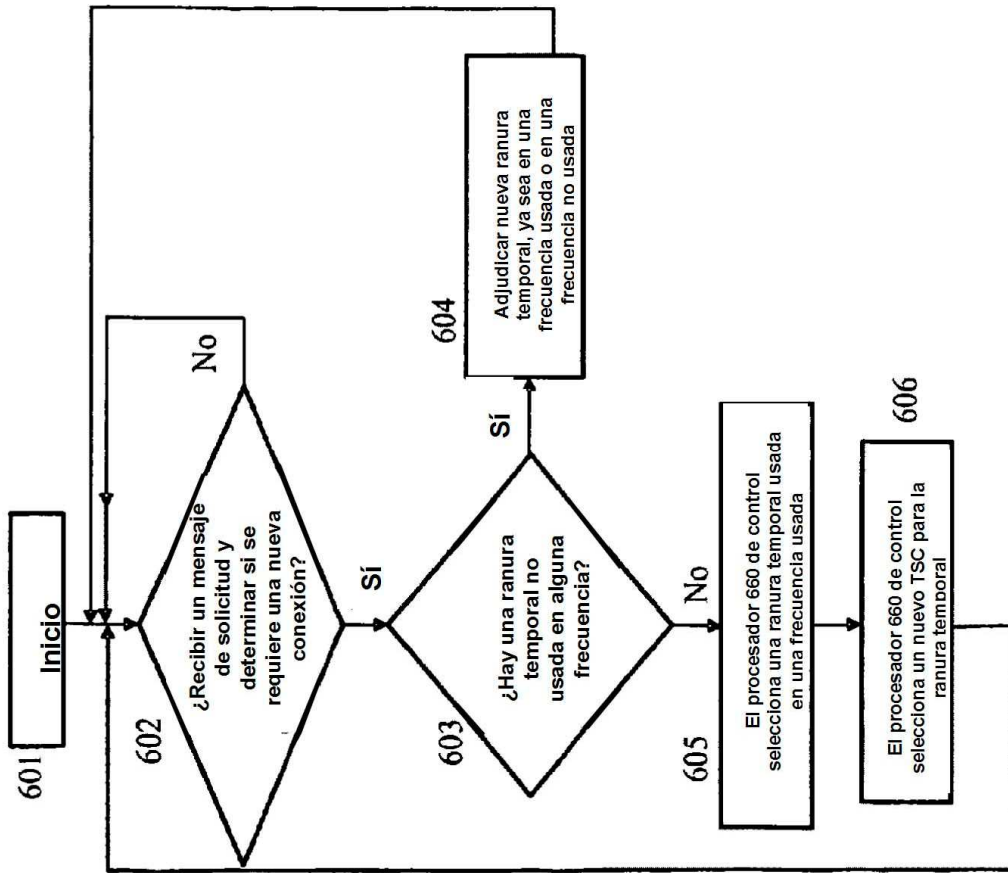 601
Inicio
602
¿Recibir un mensaje
de solicitud y
determinar si se
requiere una nueva
conexión?
No
Sí
603
¿Hay una ranura
temporal no
usada en alguna
frecuencia?
Sí
604
Adjudicar nueva ranura
temporal, ya sea en una
frecuencia usada o en una
frecuencia no usada
No
605
El procesador 660 de control
selecciona una ranura temporal usada
en una frecuencia usada
606
El procesador 660 de control
selecciona un nuevo TSC para la
ranura temporal